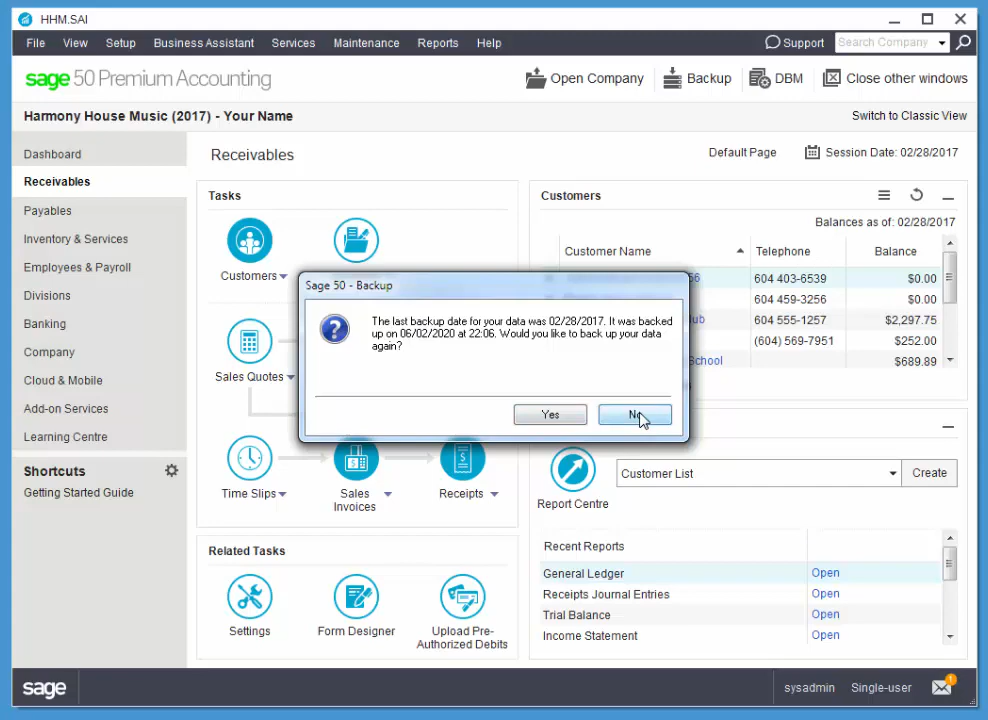 HHM.SAI
File View Setup Business Assistant Services Maintenance Reports Help
Support Search Company
sage 50 Premium Accounting
Open Company Backup DBM Close other windows
Harmony House Music (2017) - Your Name
Switch to Classic View
Dashboard
Receivables
Payables
Inventory & Services
Employees & Payroll
Divisions
Banking
Company
Cloud & Mobile
Add-on Services
Learning Centre
Shortcuts
Getting Started Guide
Receivables
Default Page Session Date: 02/28/2017
Tasks
Customers
Sales Quotes
Time Slips
Sales
Invoices
Receipts
Related Tasks
Settings
Form Designer
Upload Pre-
Authorized Debits
Sage 50 - Backup
The last backup date for your data was 02/28/2017. It was backed
up on 06/02/2020 at 22:06. Would you like to back up your data
again?
Yes No
Customers
Balances as of: 02/28/2017
Customer Name Telephone Balance
604 403-6539 $0.00
604 459-3256 $0.00
604 555-1257 $2,297.75
(604) 569-7951 $252.00
School $689.89
Report Centre
Customer List Create
Recent Reports
General Ledger Open
Receipts Journal Entries Open
Trial Balance Open
Income Statement Open
sage
sysadmin Single-user 1